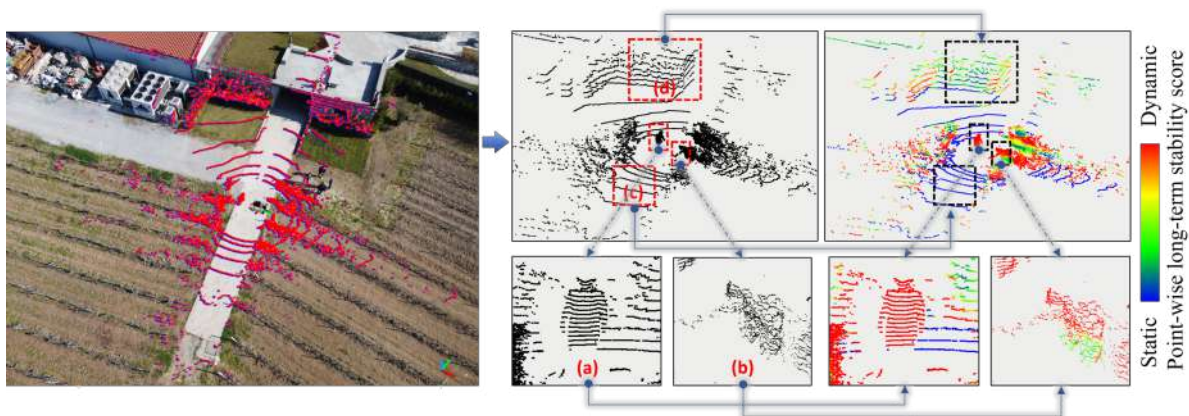 (d)
(c)
(a)
(b)
Static
Dynamic
Point-wise long-term stability score